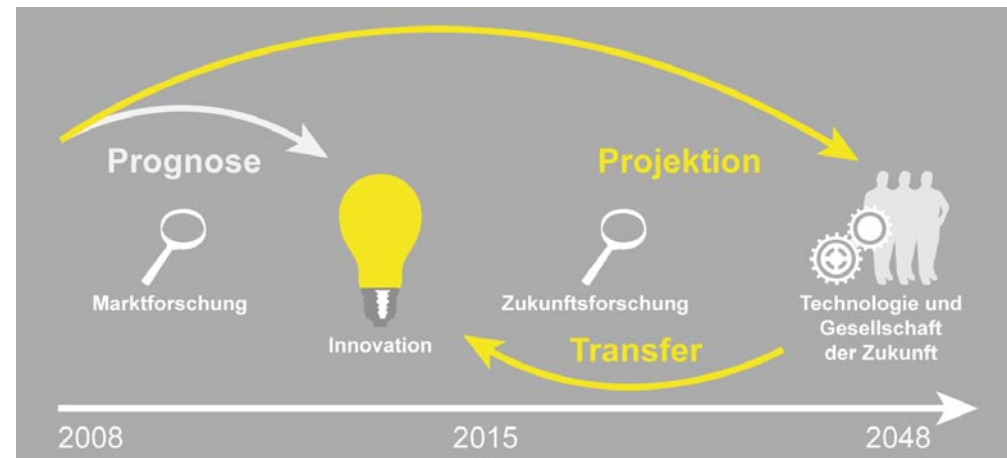 Prognose
Projektion
Marktforschung
Innovation
Zukunftsforschung
Technologie und
Gesellschaft
der Zukunft
Transfer
2008
2015
2048